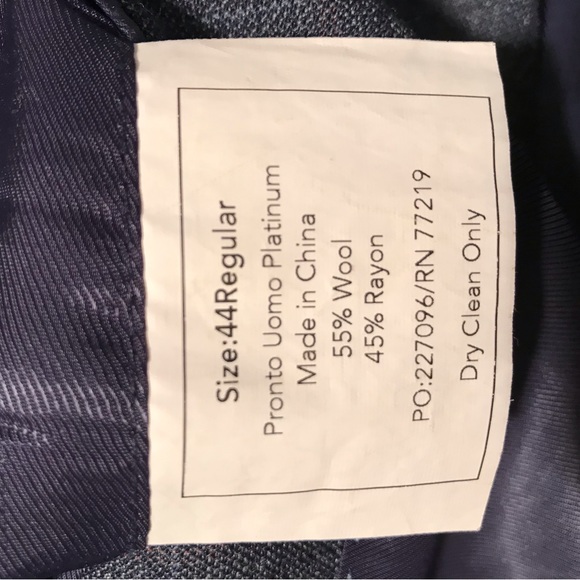 Size:44Regular
Pronto Uomo Platinum
Made in China
55% Wool
45% Rayon
PO:227096/RN 77219
Dry Clean Only